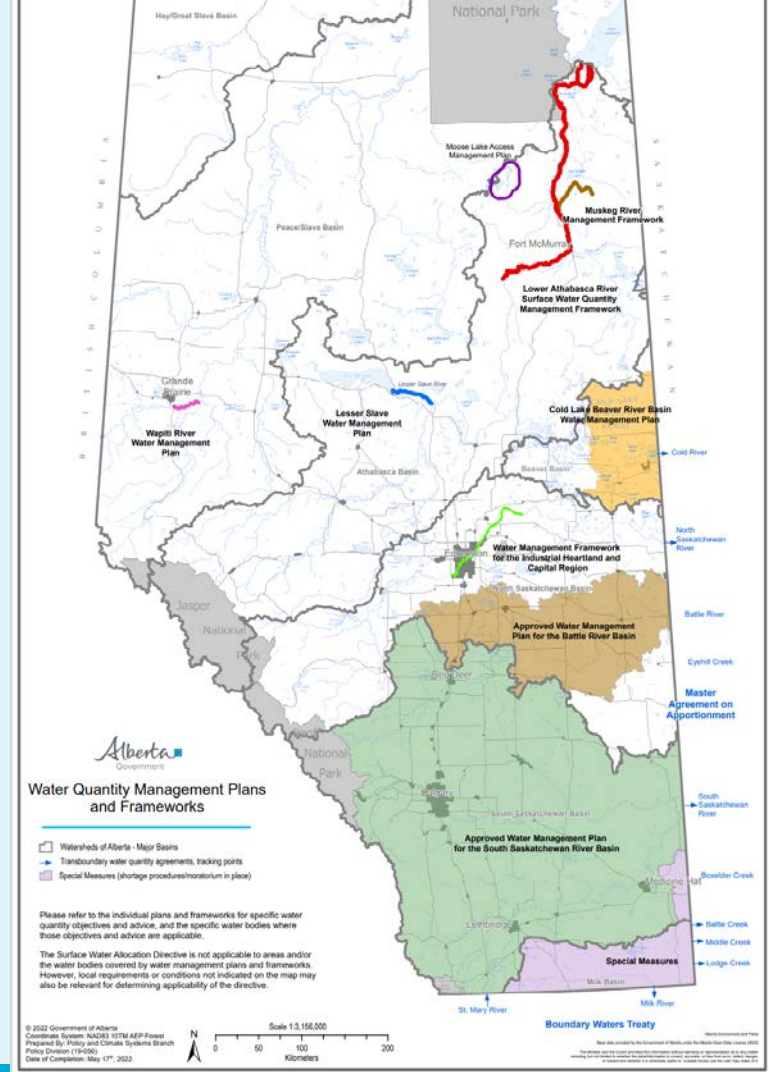 National Park
Hay/Great Slave Basin
BRITISH COLUMBIA
SASKATCHEWAN
Moose Lake Access
Management Plan
Muskeg River
Management Framework
Peace/Slave Basin
Fort McMurray
Lower Athabasca River
Surface Water Quantity
Management Framework
Grande
Prairie
Lesser Slave River
Wapiti River
Water Management
Plan
Lesser Slave
Water Management
Plan
Cold Lake Beaver River Basin
Water Management Plan
Cold River
Beaver Basin
Athabasca Basin
North
Saskatchewan
River
Edmonton
Water Management Framework
for the Industrial Heartland and
Capital Region
North Saskatchewan Basin
Jasper
National
Park
Battle River
Approved Water Management
Plan for the Battle River Basin
Eyehill Creek
Red Deer
Master
Agreement on
Apportionment
National
Park
Calgary
South Saskatchewan Basin
South
Saskatchewan
River
Approved Water Management Plan
for the South Saskatchewan River Basin
Boxelder Creek
Medicine Hat
Lethbridge
Battle Creek
Middle Creek
Lodge Creek
Special Measures
Milk Basin
St. Mary River
Milk River
Boundary Waters Treaty
Alberta
Government
Water Quantity Management Plans
and Frameworks
Watersheds of Alberta - Major Basins
Transboundary water quantity agreements, tracking points
Special Measures (shortage procedures/moratorium in place)
Please refer to the individual plans and frameworks for specific water
quantity objectives and advice, and the specific water bodies where
those objectives and advice are applicable.
The Surface Water Allocation Directive is not applicable to areas and/or
the water bodies covered by water management plans and frameworks.
However, local requirements or conditions not indicated on the map may
also be relevant for determining applicability of the directive.
© 2022 Government of Alberta
Coordinate System: NAD83 10TM AEP Forest
Prepared By: Policy and Climate Systems Branch
Policy Division (19-036)
Date of Completion: May 17th, 2022.
N
Scale 1:3,156,000
0 50 100 200
Kilometers